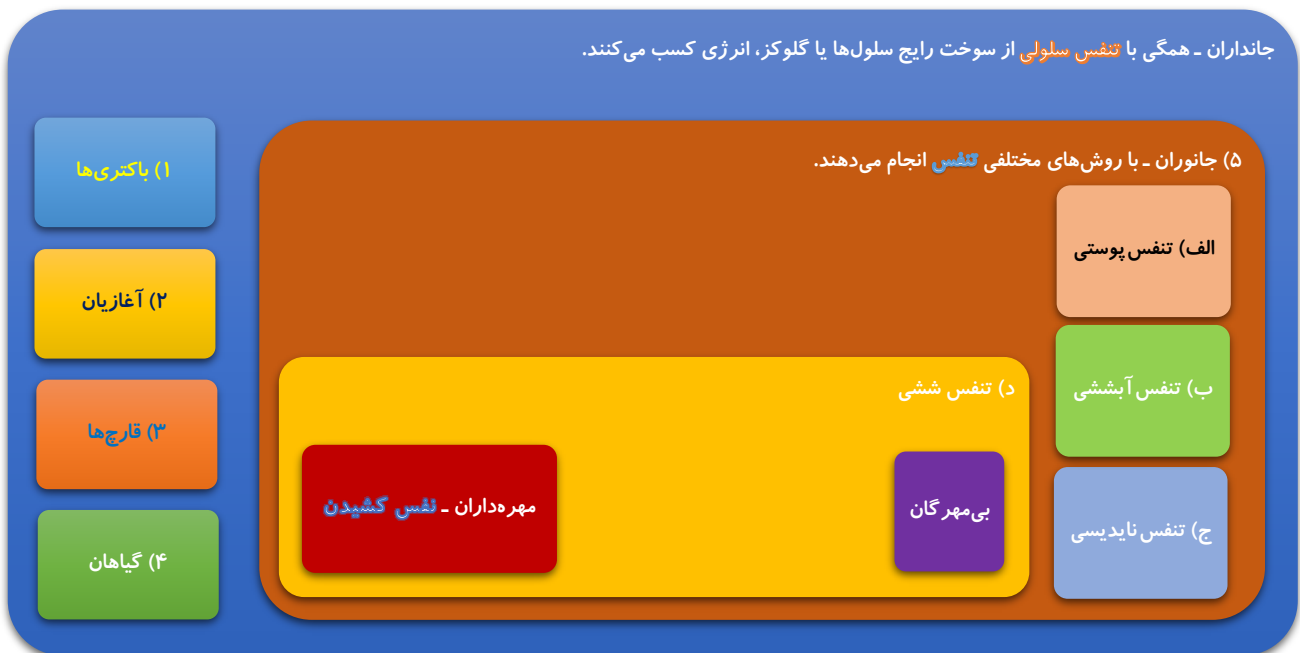 جانداران ـ همگی با تنفس سلولی از سوخت رایج سلول‌ها یا گلوکز، انرژی کسب می‌کنند.
۵) جانوران ـ با روش‌های مختلفی تنفس انجام می‌دهند.
الف) تنفس پوستی
ب) تنفس آبششی
ج) تنفس نایدیسی
د) تنفس ششی
بی‌مهرگان
مهره‌داران ـ نفس کشیدن
۱) باکتری‌ها
۲) آغازیان
۳) قارچ‌ها
۴) گیاهان